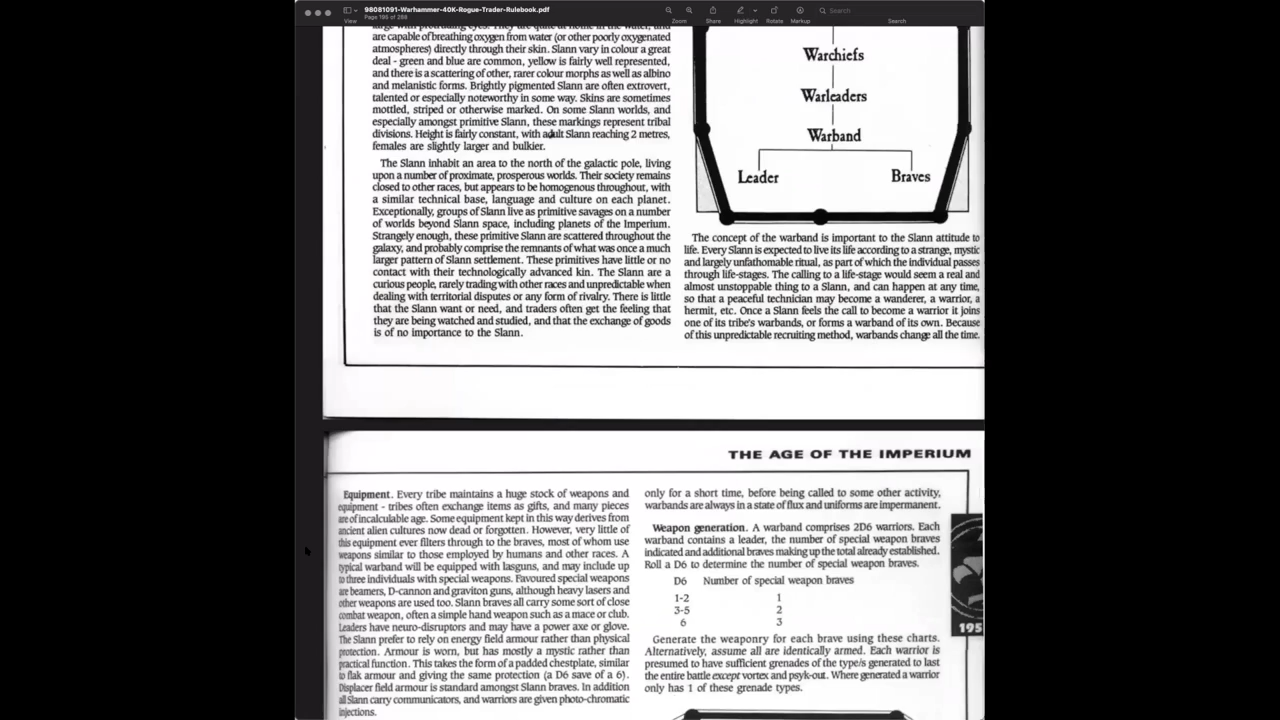 98081091-Warhammer-40K-Rogue-Trader-Rulebook.pdf
Page 196 of 288
View
Zoom
Share
Highlight
Rotate
Markup
Search
Search
are capable of breathing oxygen from water (or other poorly oxygenated
atmospheres) directly through their skin. Slann vary in colour a great
deal - green and blue are common, yellow is fairly well represented,
and there is a scattering of other, rarer colour morphs as well as albino
and melanistic forms. Brightly pigmented Slann are often extrovert,
talented or especially noteworthy in some way. Skins are sometimes
mottled, striped or otherwise marked. On some Slann worlds, and
especially amongst primitive Slann, these markings represent tribal
divisions. Height is fairly constant, with adult Slann reaching 2 metres,
females are slightly larger and bulkier.
The Slann inhabit an area to the north of the galactic pole, living
upon a number of proximate, prosperous worlds. Their society remains
closed to other races, but appears to be homogenous throughout, with
a similar technical base, language and culture on each planet.
Exceptionally, groups of Slann live as primitive savages on a number
of worlds beyond Slann space, including planets of the Imperium.
Strangely enough, these primitive Slann are scattered throughout the
galaxy, and probably comprise the remnants of what was once a much
larger pattern of Slann settlement. These primitives have little or no
contact with their technologically advanced kin. The Slann are a
curious people, rarely trading with other races and unpredictable when
dealing with territorial disputes or any form of rivalry. There is little
that the Slann want or need, and traders often get the feeling that
they are being watched and studied, and that the exchange of goods
is of no importance to the Slann.
Warchiefs
Warleaders
Warband
Leader
Braves
The concept of the warband is important to the Slann attitude to
life. Every Slann is expected to live its life according to a strange, mystic
and largely unfathomable ritual, as part of which the individual passes
through life-stages. The calling to a life-stage would seem a real and
almost unstoppable thing to a Slann, and can happen at any time,
so that a peaceful technician may become a wanderer, a warrior, a
hermit, etc. Once a Slann feels the call to become a warrior it joins
one of its tribe's warbands, or forms a warband of its own. Because
of this unpredictable recruiting method, warbands change all the time.
THE AGE OF THE IMPERIUM
Equipment. Every tribe maintains a huge stock of weapons and
equipment - tribes often exchange items as gifts, and many pieces
are of incalculable age. Some equipment kept in this way derives from
ancient alien cultures now dead or forgotten. However, very little of
this equipment ever filters through to the braves, most of whom use
weapons similar to those employed by humans and other races. A
typical warband will be equipped with lasguns, and may include up
to three individuals with special weapons. Favoured special weapons
are beamers, D-cannon and graviton guns, although heavy lasers and
other weapons are used too. Slann braves all carry some sort of close
combat weapon, often a simple hand weapon such as a mace or club.
Leaders have neuro-disruptors and may have a power axe or glove.
The Slann prefer to rely on energy field armour rather than physical
protection. Armour is worn, but has mostly a mystic rather than
practical function. This takes the form of a padded chestplate, similar
to flak armour and giving the same protection (a D6 save of a 6).
Displacer field armour is standard amongst Slann braves. In addition
all Slann carry communicators, and warriors are given photo-chromatic
injections.
only for a short time, before being called to some other activity,
warbands are always in a state of flux and uniforms are impermanent.
Weapon generation. A warband comprises 2D6 warriors. Each
warband contains a leader, the number of special weapon braves
indicated and additional braves making up the total already established.
Roll a D6 to determine the number of special weapon braves.
D6 Number of special weapon braves
1-2 1
3-5 2
6 3
Generate the weaponry for each brave using these charts.
Alternatively, assume all are identically armed. Each warrior is
presumed to have sufficient grenades of the type/s generated to last
the entire battle except vortex and psyk-out. Where generated a warrior
only has 1 of these grenade types.
195